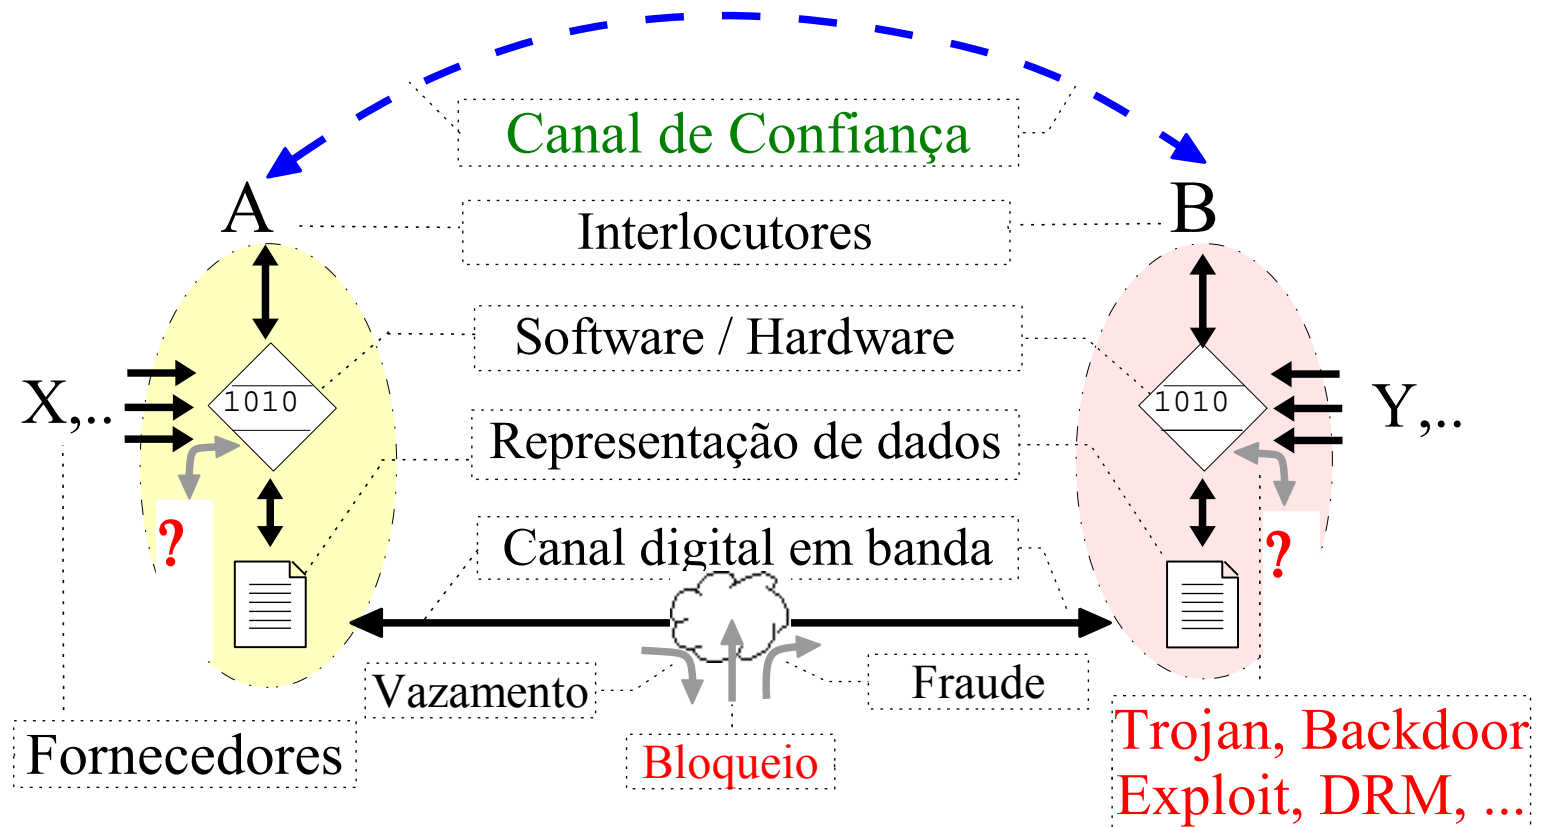 Canal de Confiança
A
B
Interlocutores
Software / Hardware
1010
1010
X,..
Y,..
Representação de dados
?
?
Canal digital em banda
Vazamento
Fraude
Fornecedores
Bloqueio
Trojan, Backdoor
Exploit, DRM, ...